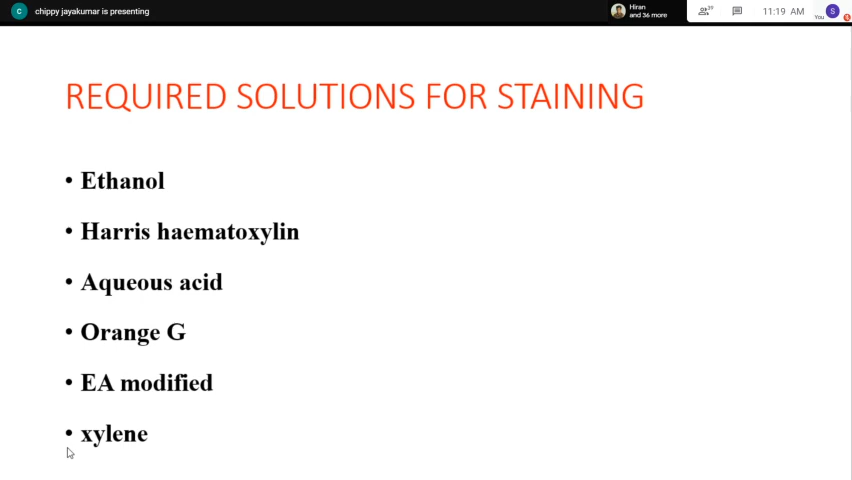 c chippy jayakumar is presenting
Hiran
and 36 more
39
11:19 AM
You
S
REQUIRED SOLUTIONS FOR STAINING
• Ethanol
• Harris haematoxylin
• Aqueous acid
• Orange G
• EA modified
• xylene